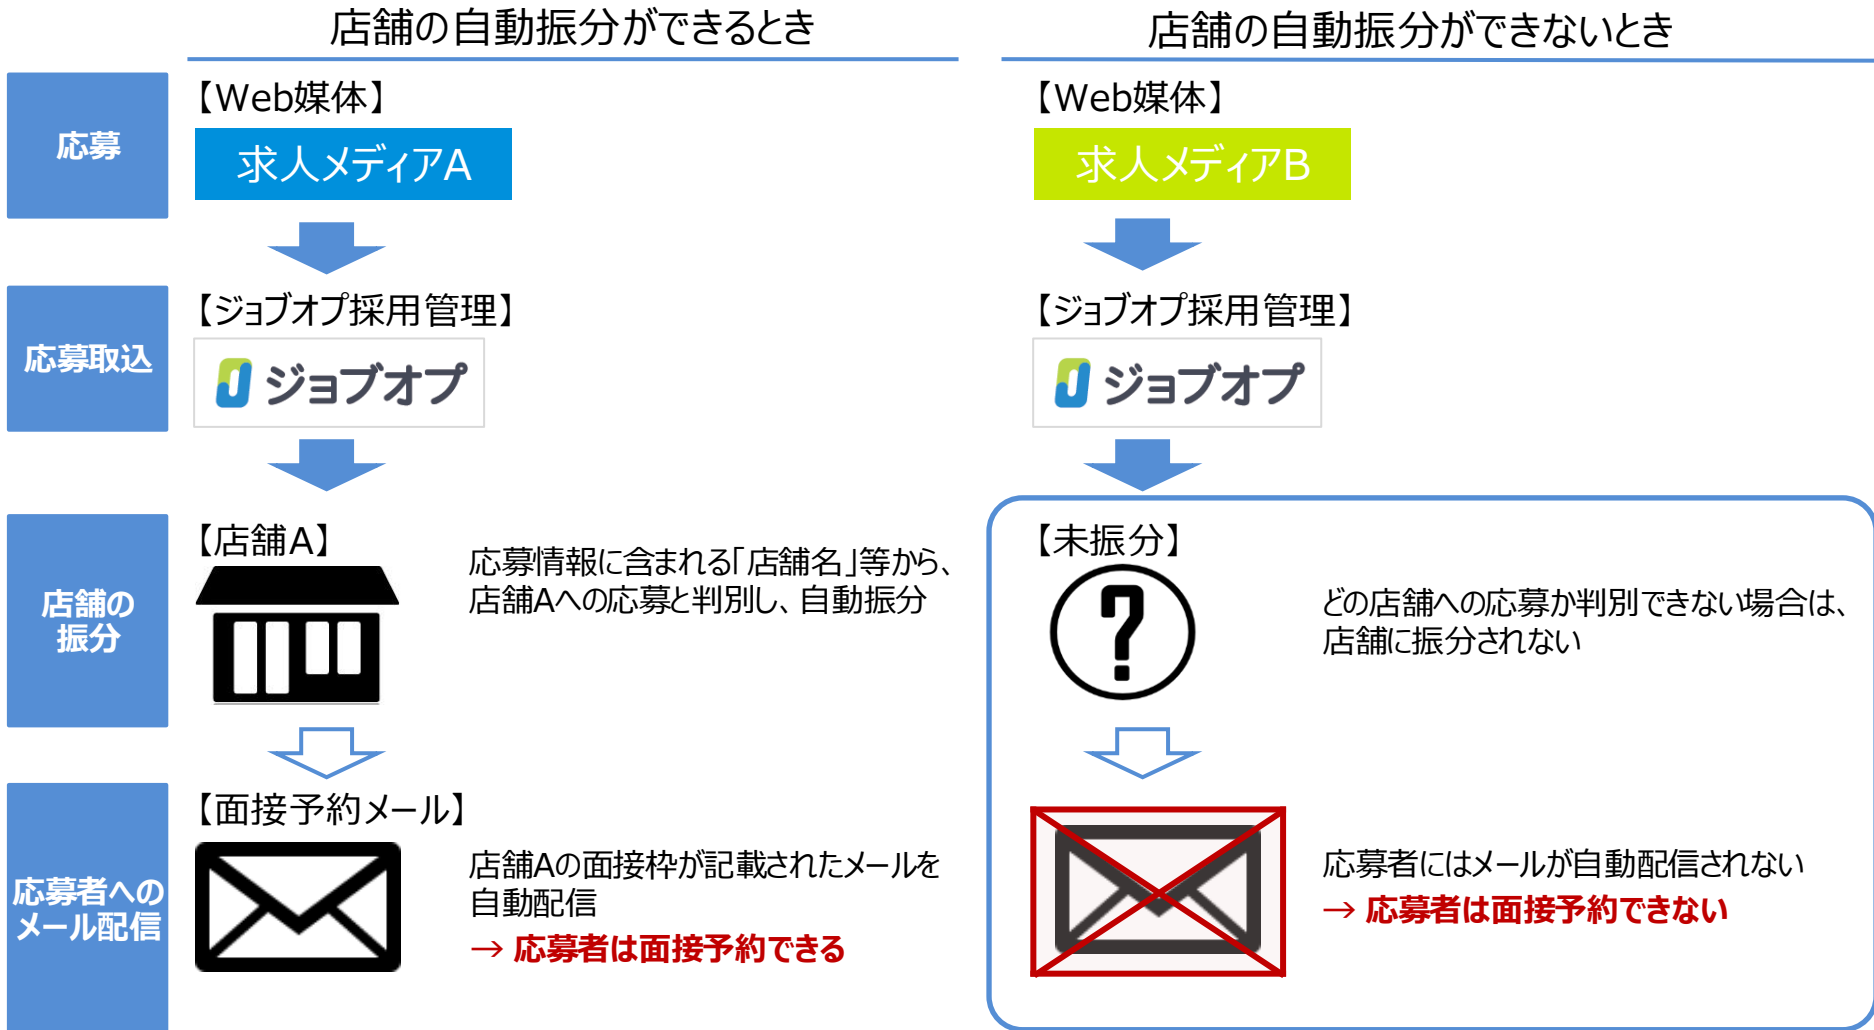 店舗の自動振分ができるとき
店舗の自動振分ができないとき
応募
【Web媒体】
求人メディアA
【Web媒体】
求人メディアB
応募取込
【ジョブオプ採用管理】
ジョブオプ
【ジョブオプ採用管理】
ジョブオプ
店舗の
振分
【店舗A】
応募情報に含まれる「店舗名」等から、
店舗Aへの応募と判別し、自動振分
【未振分】
?
どの店舗への応募か判別できない場合は、
店舗に振分されない
応募者への
メール配信
【面接予約メール】
店舗Aの面接枠が記載されたメールを
自動配信
→ 応募者は面接予約できる
応募者にはメールが自動配信されない
→ 応募者は面接予約できない